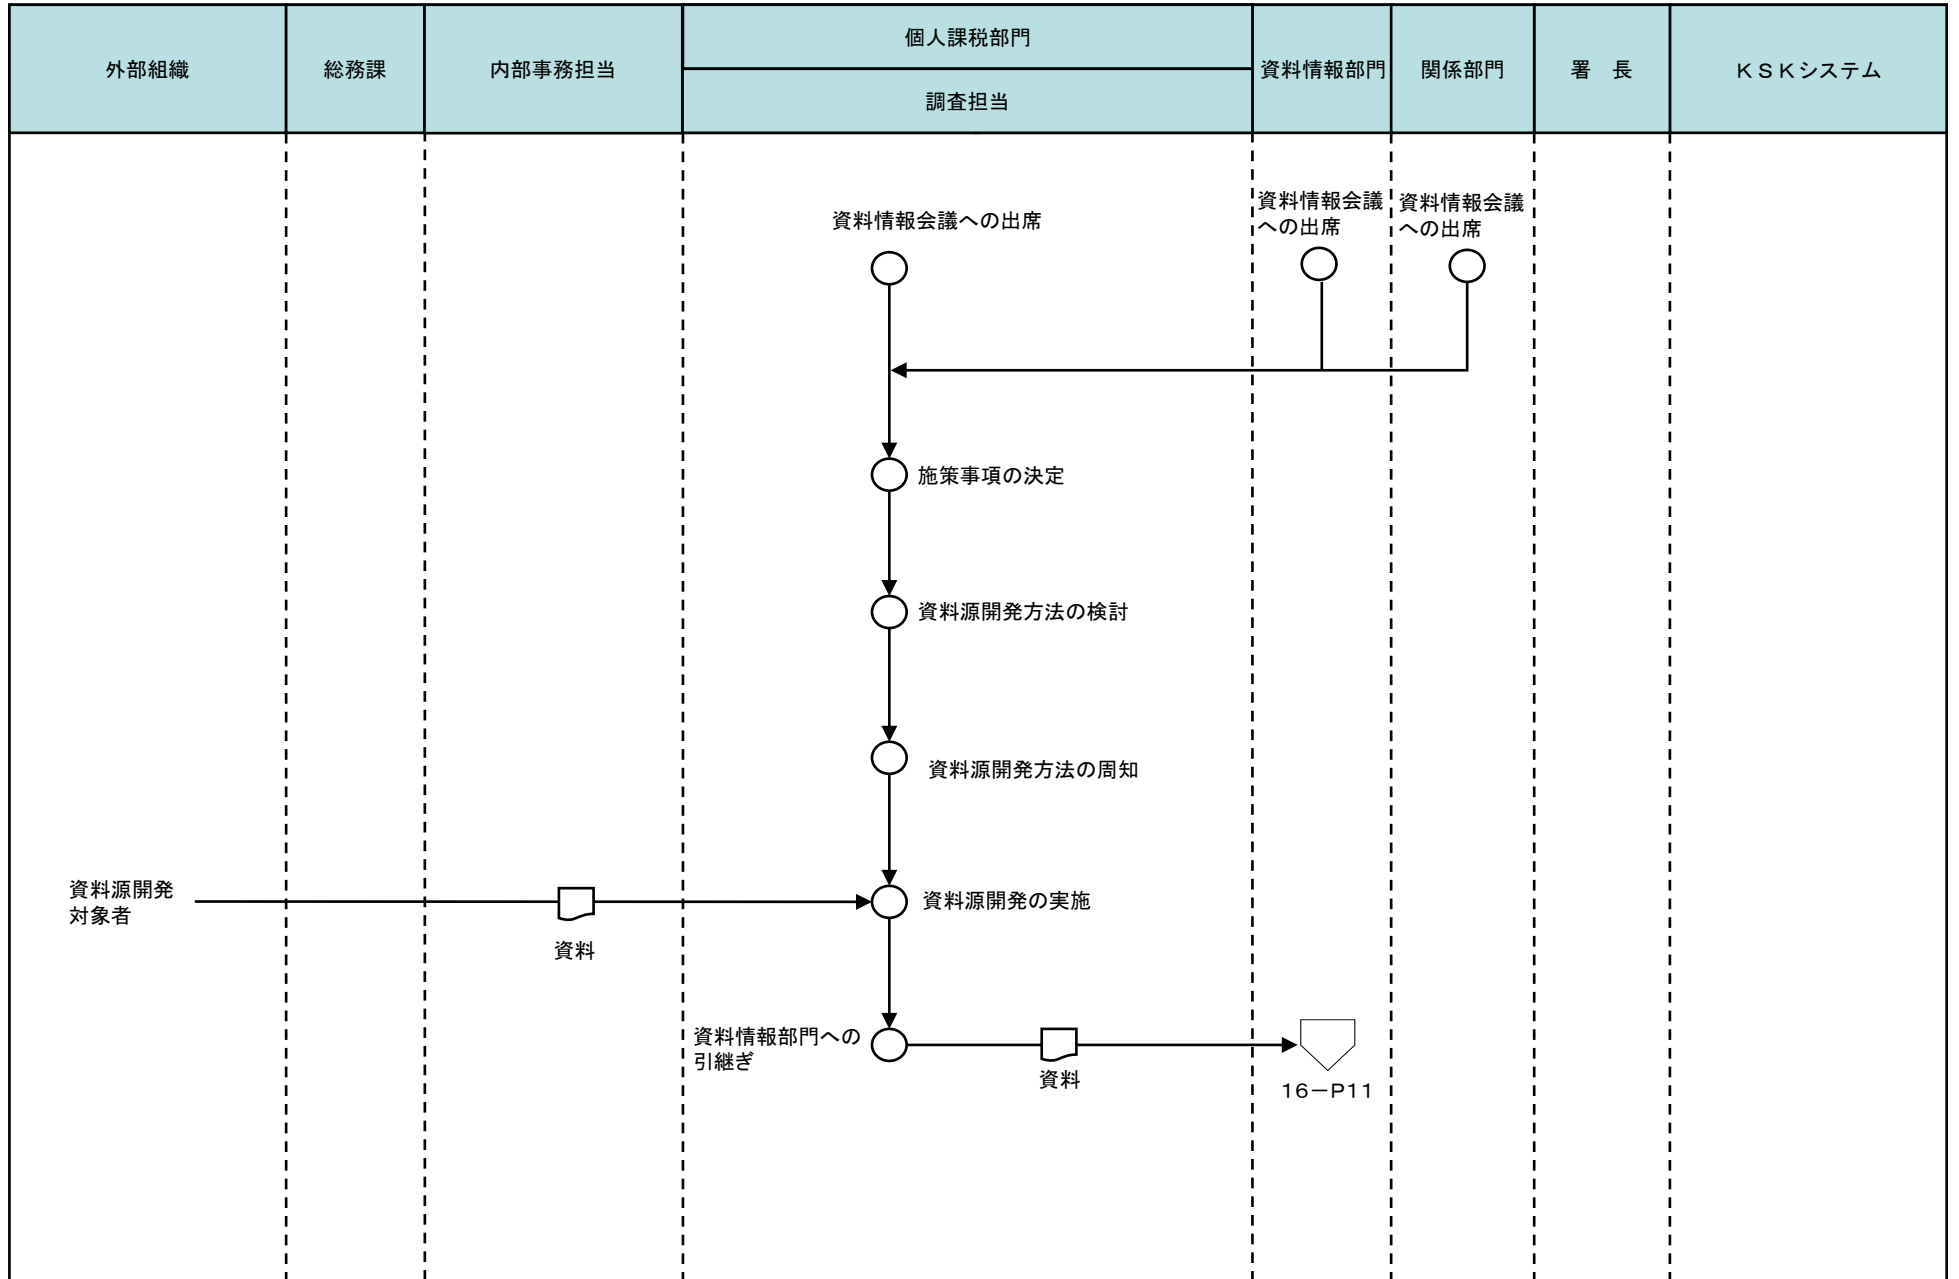 外部組織
総務課
内部事務担当
個人課税部門
調査担当
資料情報部門
関係部門
署　長
ＫＳＫシステム
資料情報会議への出席
資料情報会議
への出席
資料情報会議
への出席
施策事項の決定
資料源開発方法の検討
資料源開発方法の周知
資料源開発
対象者
資料
資料源開発の実施
資料情報部門への
引継ぎ
資料
16－P11